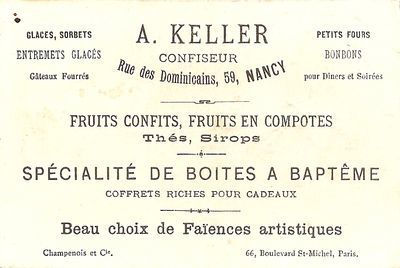 GLACES, SORBETS
ENTREMETS GLACÉS
Gâteaux Fourrés
A. KELLER
CONFISEUR
Rue des Dominicains, 59, NANCY
PETITS FOURS
BONBONS
pour Diners et Soirées
FRUITS CONFITS, FRUITS EN COMPOTES
Thés, Sirops
SPÉCIALITÉ DE BOITES A BAPTÊME
COFFRETS RICHES POUR CADEAUX
Beau choix de Faïences artistiques
Champenois et Cie.
66, Boulevard St-Michel, Paris.